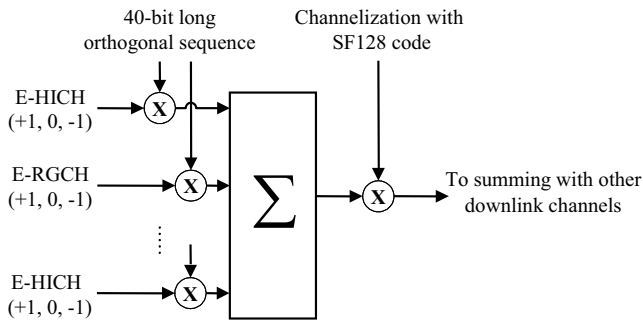 40-bit long
orthogonal sequence
Channelization with
SF128 code
E-HICH
(+1, 0, -1)
X
E-RGCH
(+1, 0, -1)
X
Σ
X
To summing with other
downlink channels
E-HICH
(+1, 0, -1)
X